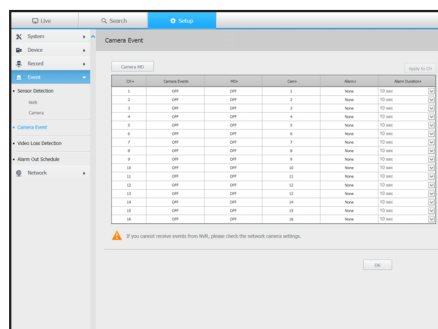 Live
Search
Setup
System
Device
Record
Event
Sensor Detection
NVR
Camera
Camera Event
Video Loss Detection
Alarm Out Schedule
Network
Camera Event
Camera MEI
Apply to CH
CH Camera Event MD Cam Alarm Alarm Duration
1 OFF OFF 1 None 10 sec
2 OFF OFF 2 None 10 sec
3 OFF OFF 3 None 10 sec
4 OFF OFF 4 None 10 sec
5 OFF OFF 5 None 10 sec
6 OFF OFF 6 None 10 sec
7 OFF OFF 7 None 10 sec
8 OFF OFF 8 None 10 sec
9 OFF OFF 9 None 10 sec
10 OFF OFF 10 None 10 sec
11 OFF OFF 11 None 10 sec
12 OFF OFF 12 None 10 sec
13 OFF OFF 13 None 10 sec
14 OFF OFF 14 None 10 sec
15 OFF OFF 15 None 10 sec
16 OFF OFF 16 None 10 sec
If you cannot receive events from NVR, please check the network camera settings.
OK